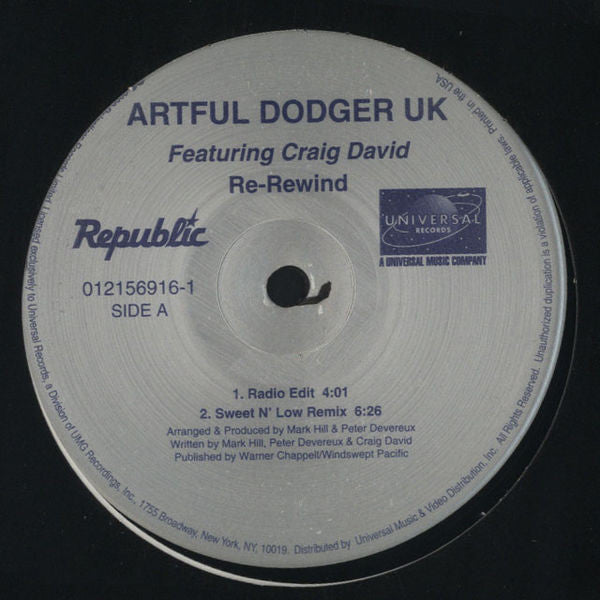 ARTFUL DODGER UK
Featuring Craig David
Re-Rewind
Republic
UNIVERSAL
RECORDS
A UNIVERSAL MUSIC COMPANY
012156916-1
SIDE A
1. Radio Edit 4:01
2. Sweet N' Low Remix 6:26
Arranged & Produced by Mark Hill & Peter Devereux
Written by Mark Hill, Peter Devereux & Craig David
Published by Warner Chappell/Windswept Pacific
Licensed exclusively to Universal Records, a Division of UMG Recordings, Inc., 1755 Broadway, New York, NY, 10019. Distributed by Universal Music & Video Distribution, Inc. All Rights Reserved. Unauthorized duplication is a violation of applicable laws. Printed in the USA